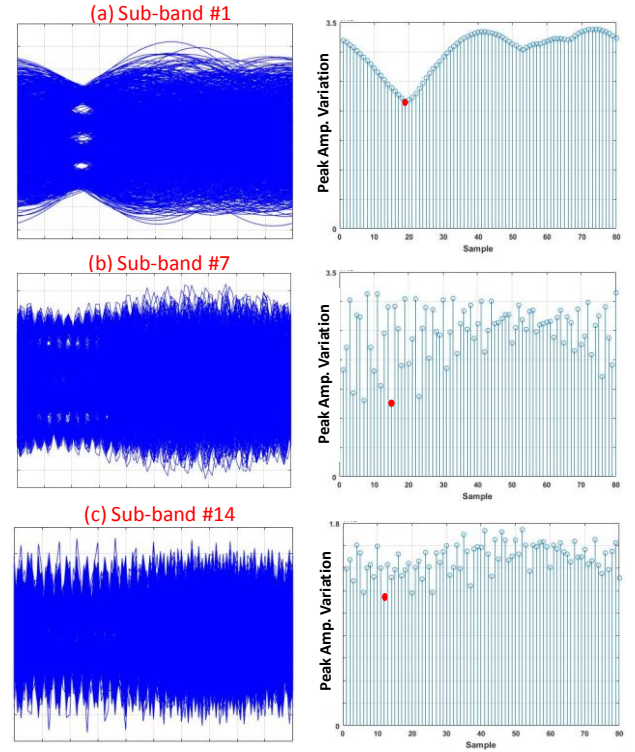 (a) Sub-band #1
3.5
Peak Amp. Variation
0
0 10 20 30 40 50 60 70 80
Sample
(b) Sub-band #7
3.5
Peak Amp. Variation
0
0 10 20 30 40 50 60 70 80
Sample
(c) Sub-band #14
1.8
Peak Amp. Variation
0
0 10 20 30 40 50 60 70 80
Sample